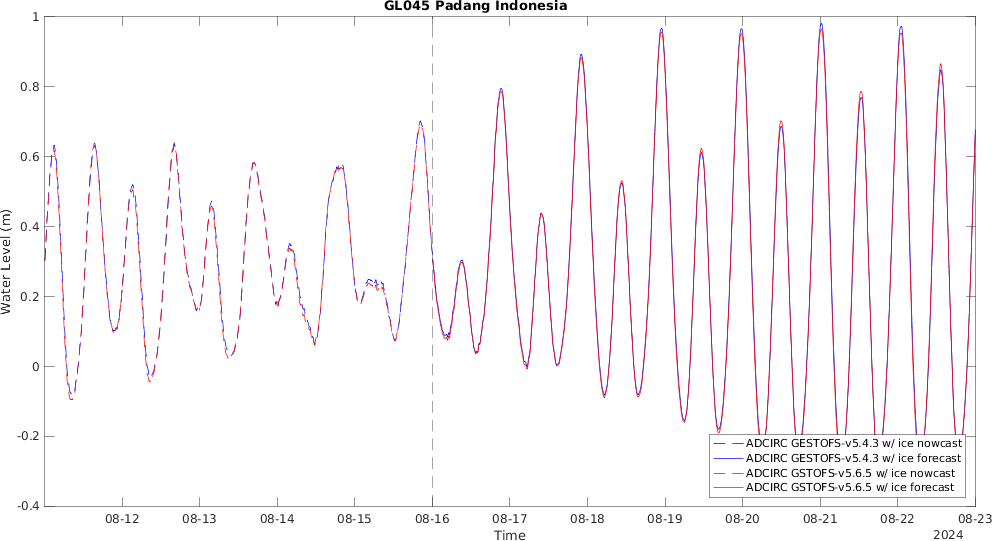 GL045 Padang Indonesia
Water Level (m)
1
0.8
0.6
0.4
0.2
0
-0.2
-0.4
ADCIRC GESTOFS-v5.4.3 w/ ice nowcast
ADCIRC GESTOFS-v5.4.3 w/ ice forecast
ADCIRC GSTOFS-v5.6.5 w/ ice nowcast
ADCIRC GSTOFS-v5.6.5 w/ ice forecast
08-12 08-13 08-14 08-15 08-16 08-17 08-18 08-19 08-20 08-21 08-22 08-23
Time
2024